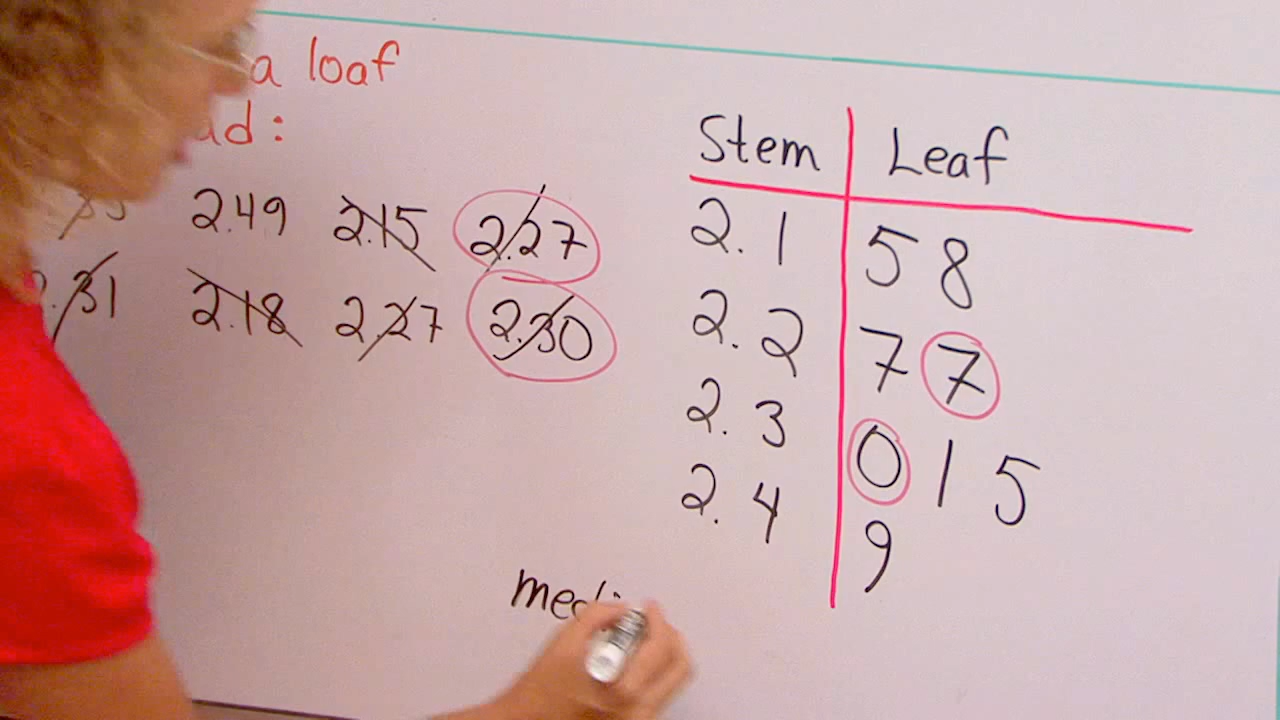 a loaf
ad:
2.49 2.15 2.27
.31 2.18 2.27 2.30
Stem Leaf
2.1 5 8
2.2 7 7
2.3 0 1 5
2.4 9
medi